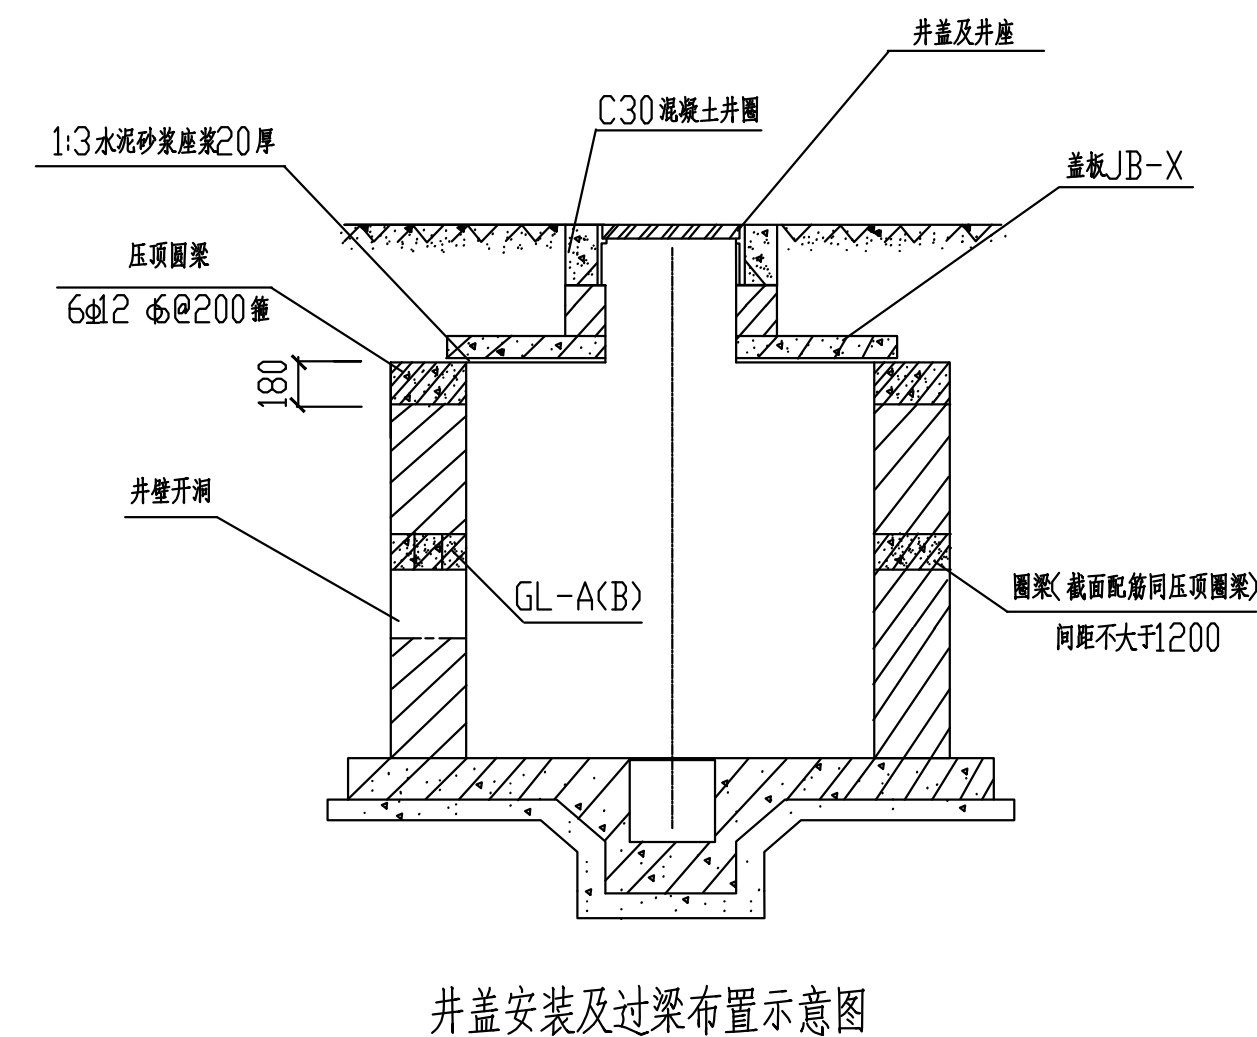 井盖及井座
C30混凝土井圈
1:3水泥砂浆座浆20厚
盖板JB-X
压顶圆梁
6ф12 ф6@200箍
180
井壁开洞
GL-A(B)
圈梁(截面配筋同压顶圈梁)
间距不大于1200
井盖安装及过梁布置示意图